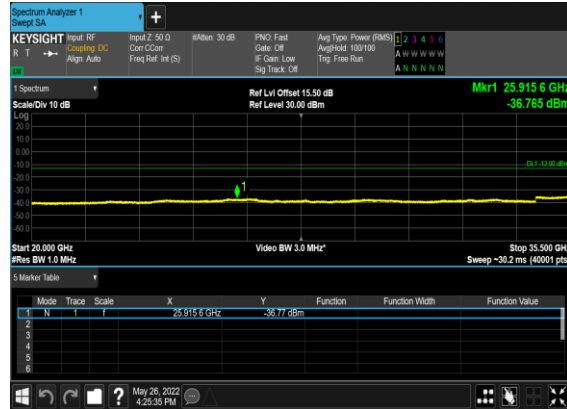 Spectrum Analyzer 1
Swept SA
+
KEYSIGHT Input: RF Input Z: 50 Ω #Atten: 30 dB PNO: Fast Avg Type: Power (RMS) 1 2 3 4 5 6
R T Coupling: DC Corr CCorr Gate: Off Avg|Hold: 100/100 A W W W W W
Align: Auto Freq Ref: Int (S) IF Gain: Low Trig: Free Run
Sig Track: Off A N N N N N
1 Spectrum Ref Lvl Offset 15.50 dB Mkr1 25.915 6 GHz
Scale/Div 10 dB Ref Level 30.00 dBm -36.765 dBm
Log
20.0
10.0
0.00
-10.0
DL1 -13.00 dBm
-20.0
1
-30.0
-40.0
-50.0
-60.0
Start 20.000 GHz Video BW 3.0 MHz* Stop 35.500 GHz
#Res BW 1.0 MHz Sweep ~30.2 ms (40001 pts)
5 Marker Table
Mode Trace Scale X Y Function Function Width Function Value
1 N 1 f 25.915 6 GHz -36.77 dBm
2
3
4
5
6
? May 26, 2022
4:25:35 PM